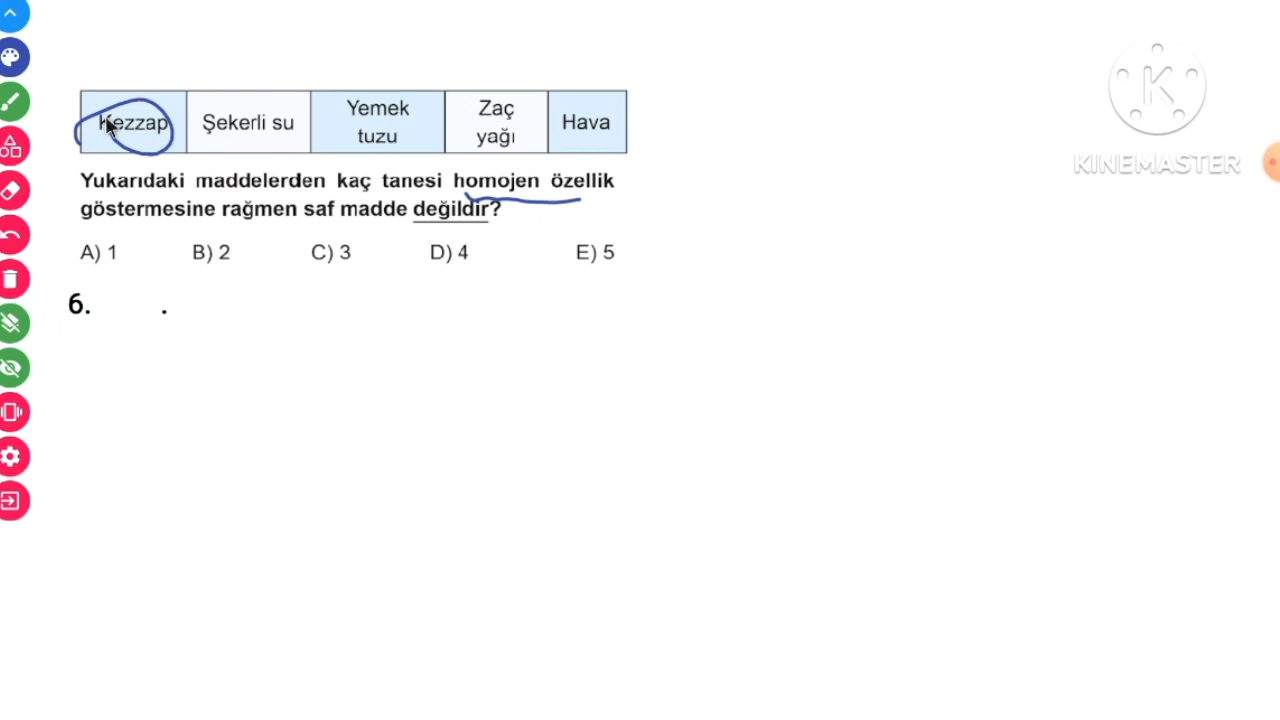 Kezzap
Şekerli su
Yemek
tuzu
Zaç
yağı
Hava
Yukarıdaki maddelerden kaç tanesi homojen özellik
göstermesine rağmen saf madde değildir?
A) 1 B) 2 C) 3 D) 4 E) 5
6. .
K
KINEMASTER